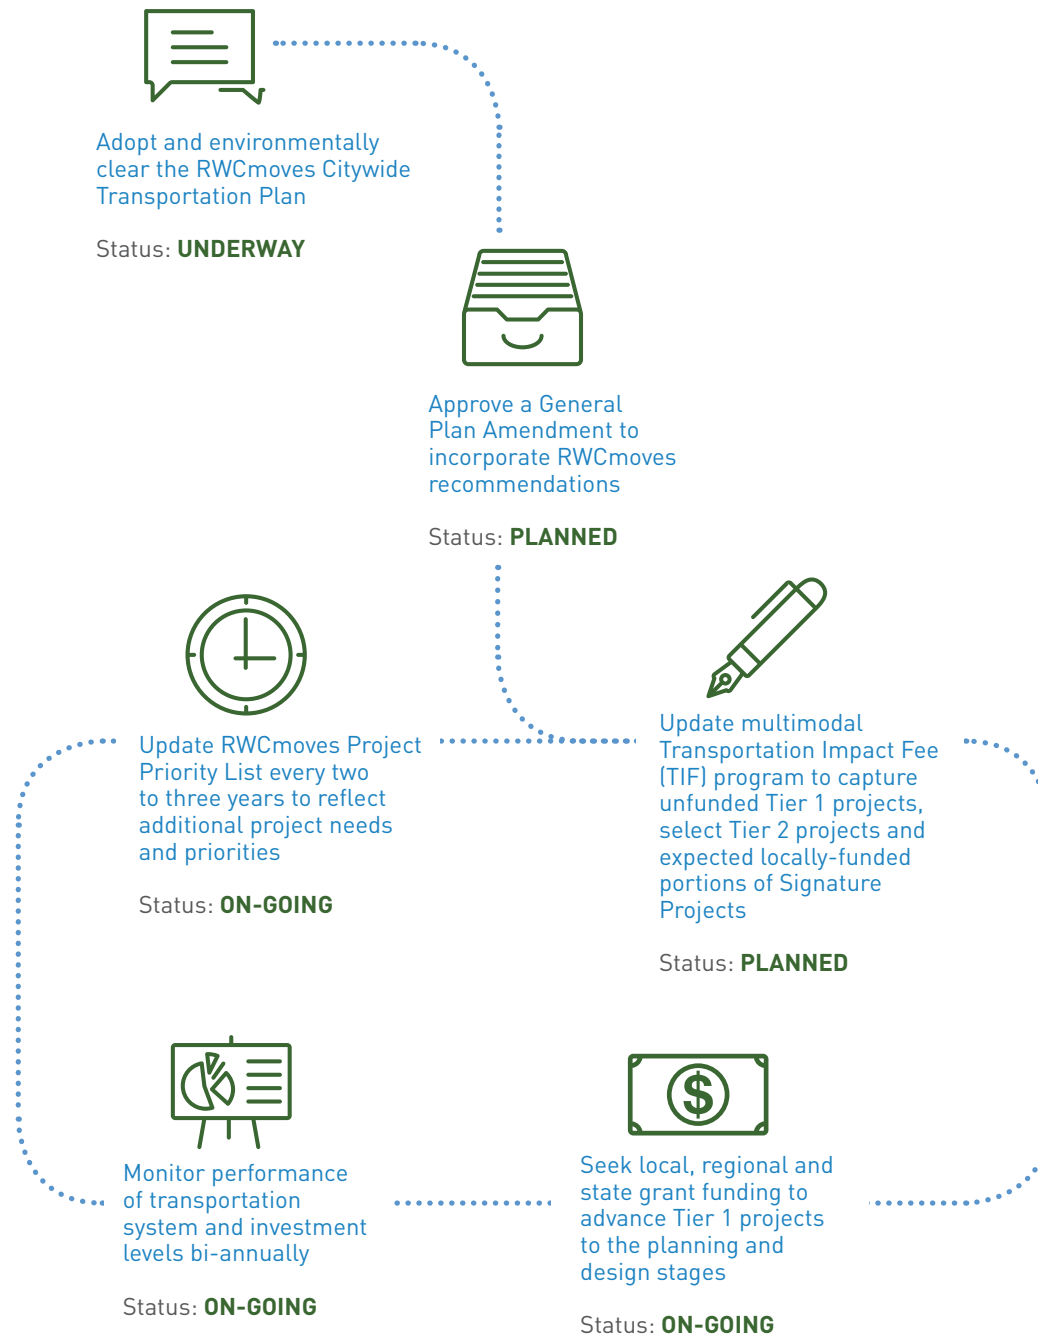 Adopt and environmentally
clear the RWCmoves Citywide
Transportation Plan
Status: UNDERWAY
Approve a General
Plan Amendment to
incorporate RWCmoves
recommendations
Status: PLANNED
Update RWCmoves Project
Priority List every two
to three years to reflect
additional project needs
and priorities
Status: ON-GOING
Update multimodal
Transportation Impact Fee
(TIF) program to capture
unfunded Tier 1 projects,
select Tier 2 projects and
expected locally-funded
portions of Signature
Projects
Status: PLANNED
Monitor performance
of transportation
system and investment
levels bi-annually
Status: ON-GOING
$
Seek local, regional and
state grant funding to
advance Tier 1 projects
to the planning and
design stages
Status: ON-GOING